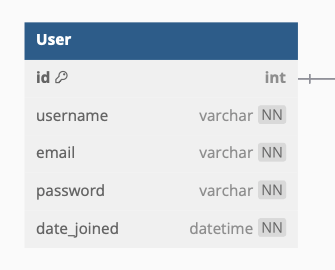 User
id int
username varchar NN
email varchar NN
password varchar NN
date_joined datetime NN